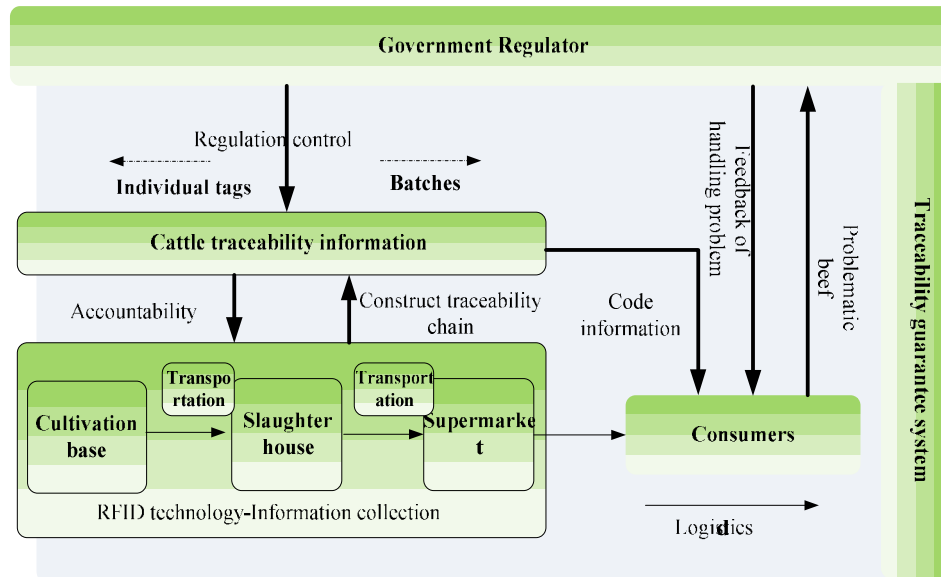 Government Regulator
Regulation control
Individual tags
Batches
Cattle traceability information
Feedback of
handling problem
Problematic
beef
Traceability guarantee system
Accountability
Construct traceability
chain
Code
information
Transpo
rtation
Transport
ation
Cultivation
base
Slaughter
house
Supermarke
t
Consumers
RFID technology-Information collection
Logistics
d